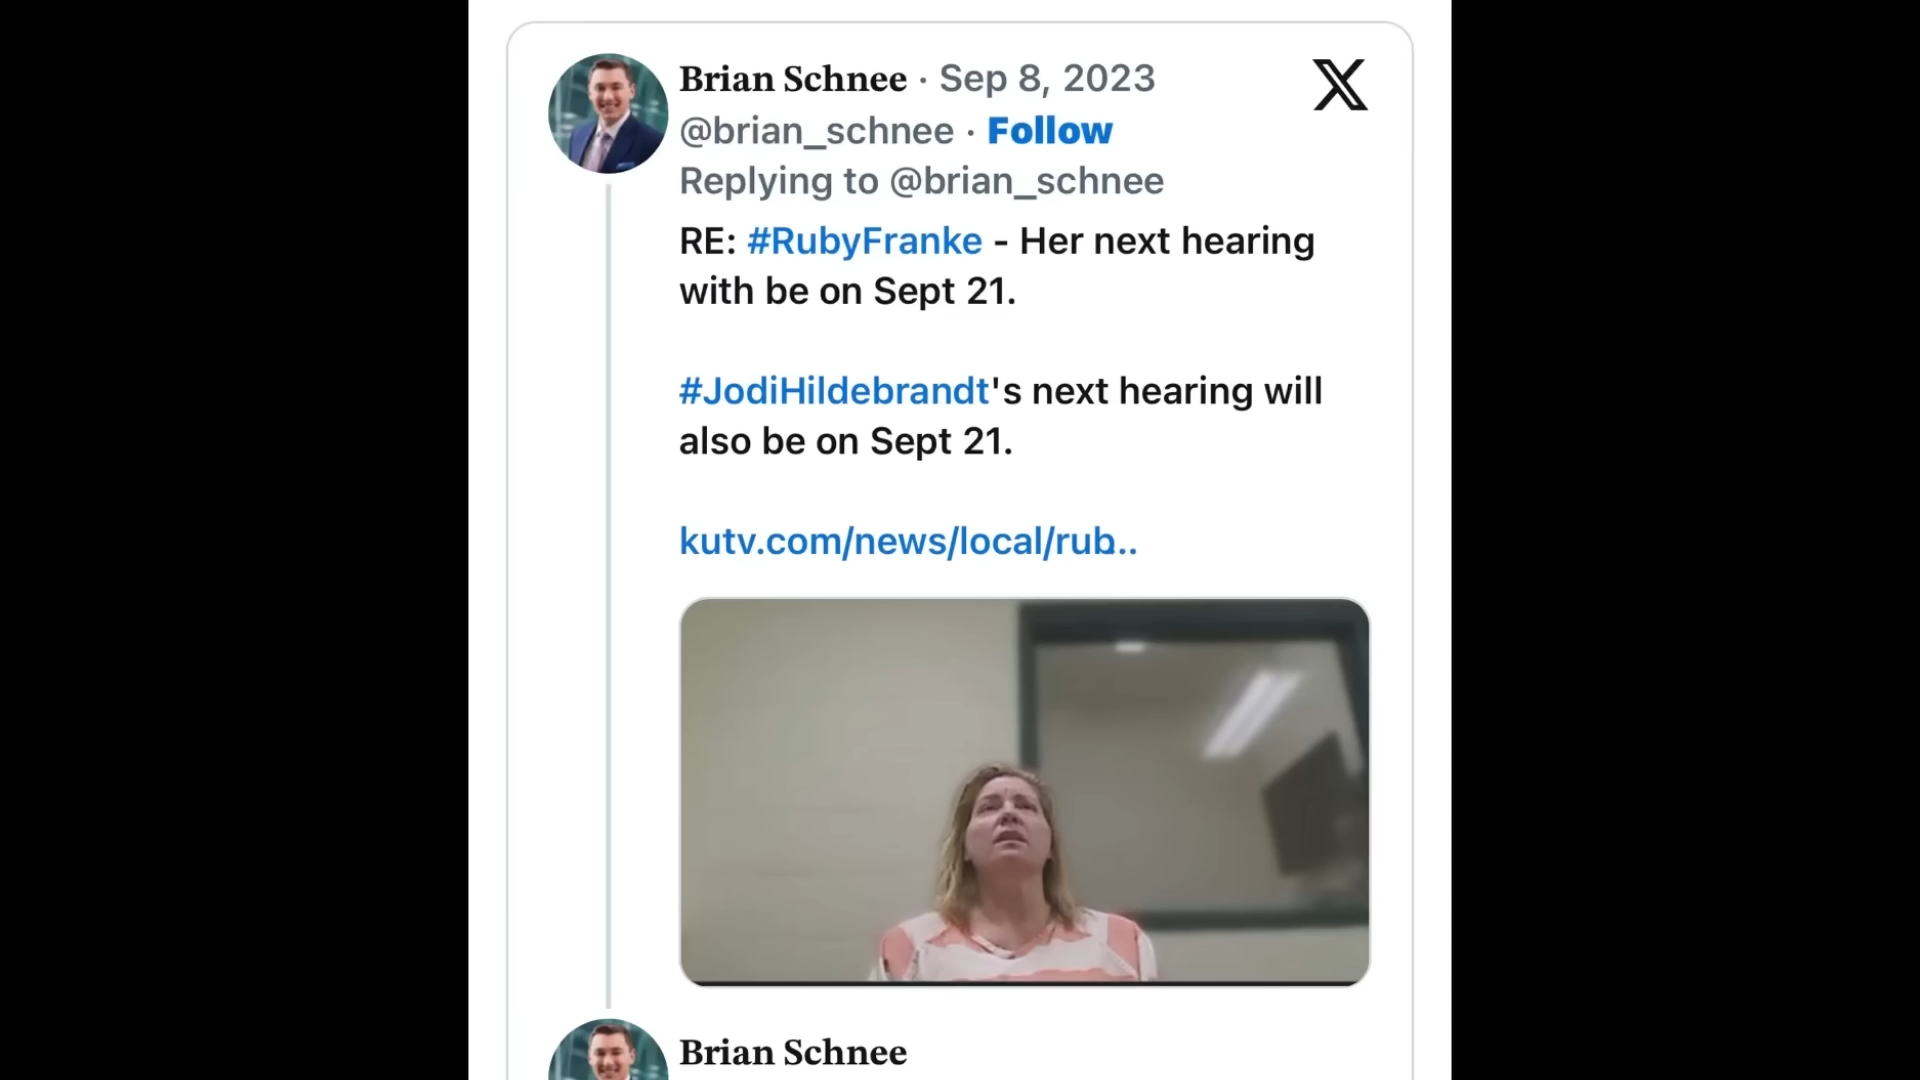 Brian Schnee · Sep 8, 2023
@brian_schnee · Follow
Replying to @brian_schnee
RE: #RubyFranke - Her next hearing
with be on Sept 21.
#JodiHildebrandt's next hearing will
also be on Sept 21.
kutv.com/news/local/rub…
Brian Schnee